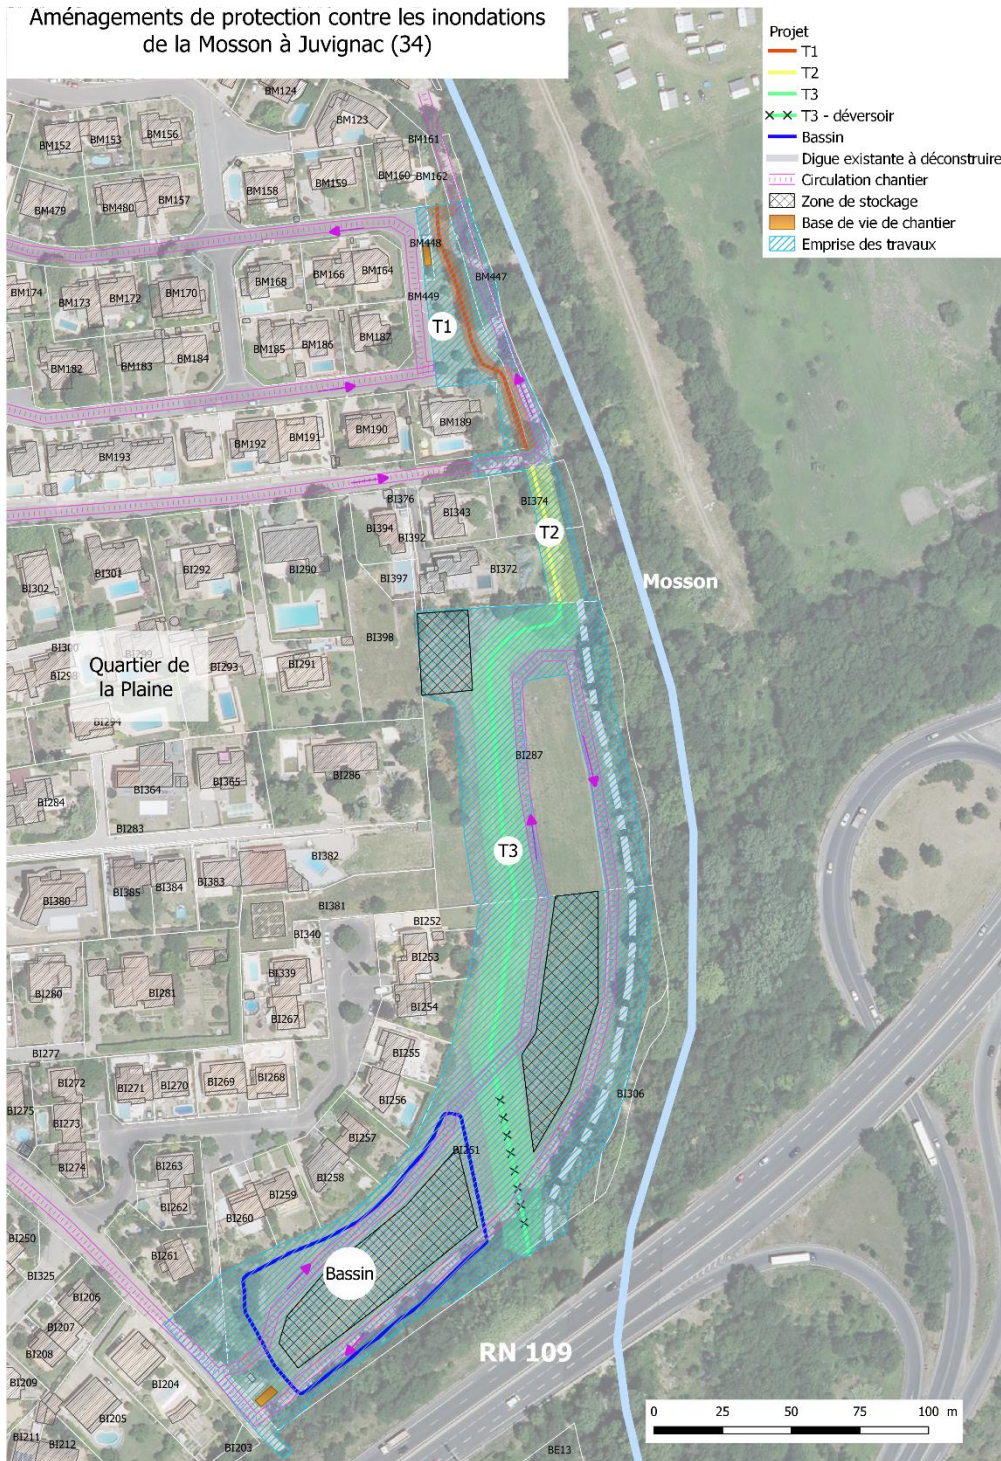 Aménagements de protection contre les inondations
de la Mosson à Juvignac (34)
Projet
T1
T2
T3
T3 - déversoir
Bassin
Digue existante à déconstruire
Circulation chantier
Zone de stockage
Base de vie de chantier
Emprise des travaux
BM124
BM123
BM152
BM153
BM156
BM161
BM160
BM162
BM479
BM480
BM157
BM158
BM159
BM448
BM447
BM174
BM173
BM172
BM170
BM168
BM166
BM164
BM449
T1
BM182
BM183
BM184
BM185
BM186
BM187
BM193
BM192
BM191
BM190
BM189
BI376
BI343
BI374
BI394
BI392
T2
BI302
BI301
BI292
BI290
BI397
BI372
Mosson
BI398
BI300
BI299
BI298
BI293
BI291
Quartier de
la Plaine
BI294
BI284
BI364
BI365
BI286
BI287
BI283
T3
BI380
BI385
BI384
BI383
BI382
BI381
BI340
BI252
BI253
BI280
BI281
BI339
BI267
BI254
BI277
BI255
BI275
BI272
BI271
BI270
BI269
BI268
BI256
BI306
BI273
BI274
BI257
BI251
BI263
BI262
BI258
BI259
BI260
BI250
BI261
BI325
Bassin
BI206
BI207
BI208
BI209
BI204
BI205
RN 109
BI211
BI212
BI203
BE13
0 25 50 75 100 m